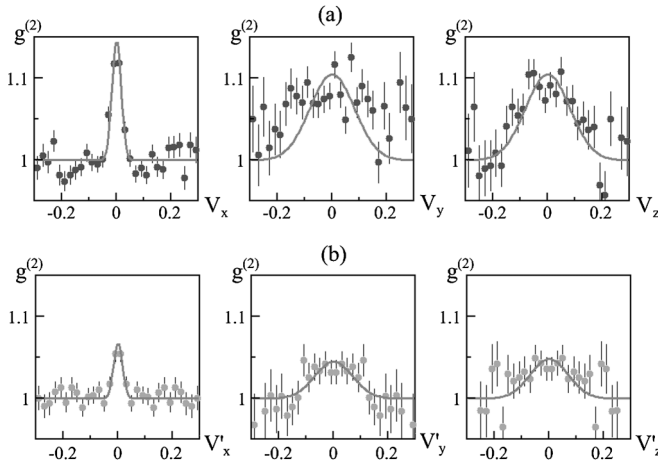 (a)
g(2)
1.1
1
-0.2 0 0.2 Vx
1.1
1
-0.2 0 0.2 Vy
1.1
1
-0.2 0 0.2 Vz
(b)
g(2)
1.1
1
-0.2 0 0.2 V'x
g(2)
1.1
1
-0.2 0 0.2 V'y
g(2)
1.1
1
-0.2 0 0.2 V'z